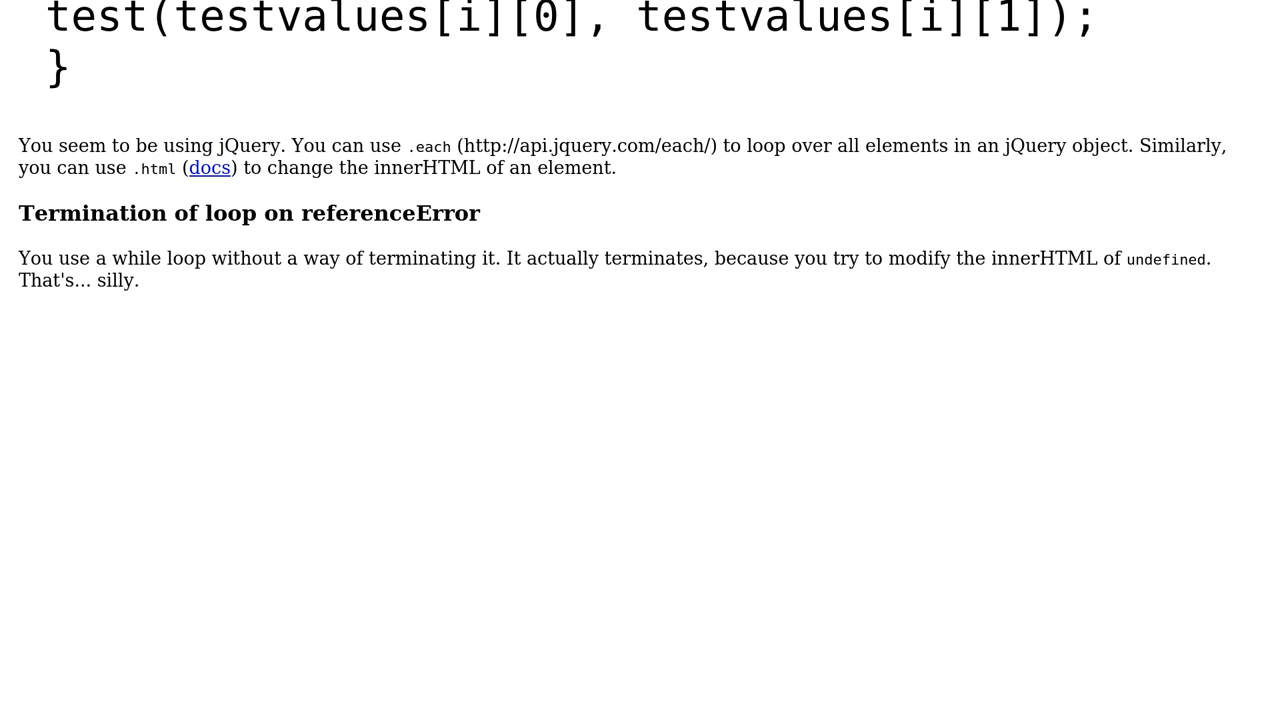 test(testvalues[i][0], testvalues[i][1]);
}
You seem to be using jQuery. You can use .each (http://api.jquery.com/each/) to loop over all elements in an jQuery object. Similarly,
you can use .html (docs) to change the innerHTML of an element.
Termination of loop on referenceError
You use a while loop without a way of terminating it. It actually terminates, because you try to modify the innerHTML of undefined.
That's... silly.